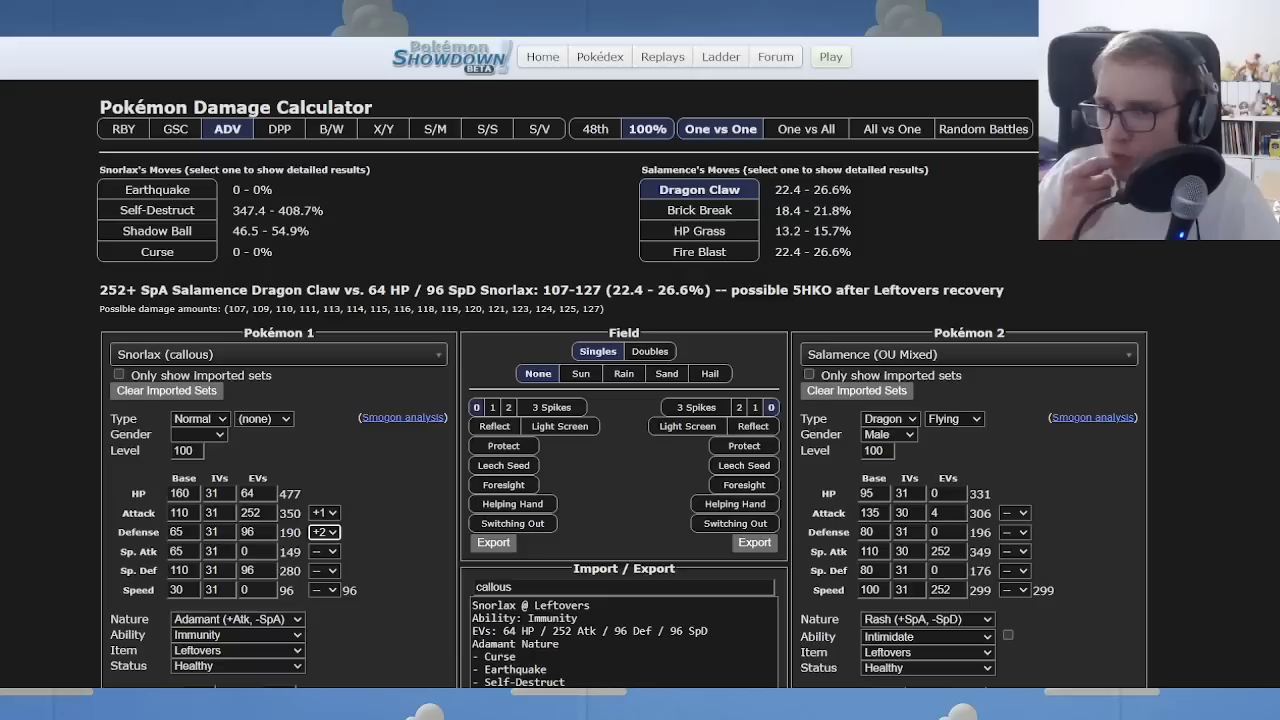 Pokémon
SHOWDOWN!
BETA
Home Pokédex Replays Ladder Forum Play
Pokémon Damage Calculator
RBY GSC ADV DPP B/W X/Y S/M S/S S/V 48th 100% One vs One One vs All All vs One Random Battles
Snorlax's Moves (select one to show detailed results)
Earthquake 0 - 0%
Self-Destruct 347.4 - 408.7%
Shadow Ball 46.5 - 54.9%
Curse 0 - 0%
Salamence's Moves (select one to show detailed results)
Dragon Claw 22.4 - 26.6%
Brick Break 18.4 - 21.8%
HP Grass 13.2 - 15.7%
Fire Blast 22.4 - 26.6%
252+ SpA Salamence Dragon Claw vs. 64 HP / 96 SpD Snorlax: 107-127 (22.4 - 26.6%) -- possible 5HKO after Leftovers recovery
Possible damage amounts: (107, 109, 110, 111, 113, 114, 115, 116, 118, 119, 120, 121, 123, 124, 125, 127)
Pokémon 1
Snorlax (callous)
Only show imported sets
Clear Imported Sets
Type Normal (none) (Smogon analysis)
Gender
Level 100
Base IVs EVs
HP 160 31 64 477
Attack 110 31 252 350 +1
Defense 65 31 96 190 +2
Sp. Atk 65 31 0 149 --
Sp. Def 110 31 96 280 --
Speed 30 31 0 96 -- 96
Nature Adamant (+Atk, -SpA)
Ability Immunity
Item Leftovers
Status Healthy
Field
Singles Doubles
None Sun Rain Sand Hail
0 1 2 3 Spikes 3 Spikes 2 1 0
Reflect Light Screen Light Screen Reflect
Protect Protect
Leech Seed Leech Seed
Foresight Foresight
Helping Hand Helping Hand
Switching Out Switching Out
Export Export
Import / Export
callous
Snorlax @ Leftovers
Ability: Immunity
EVs: 64 HP / 252 Atk / 96 Def / 96 SpD
Adamant Nature
- Curse
- Earthquake
- Self-Destruct
Pokémon 2
Salamence (OU Mixed)
Only show imported sets
Clear Imported Sets
Type Dragon Flying (Smogon analysis)
Gender Male
Level 100
Base IVs EVs
HP 95 31 0 331
Attack 135 30 4 306 --
Defense 80 31 0 196 --
Sp. Atk 110 30 252 349 --
Sp. Def 80 31 0 176 --
Speed 100 31 252 299 -- 299
Nature Rash (+SpA, -SpD)
Ability Intimidate
Item Leftovers
Status Healthy